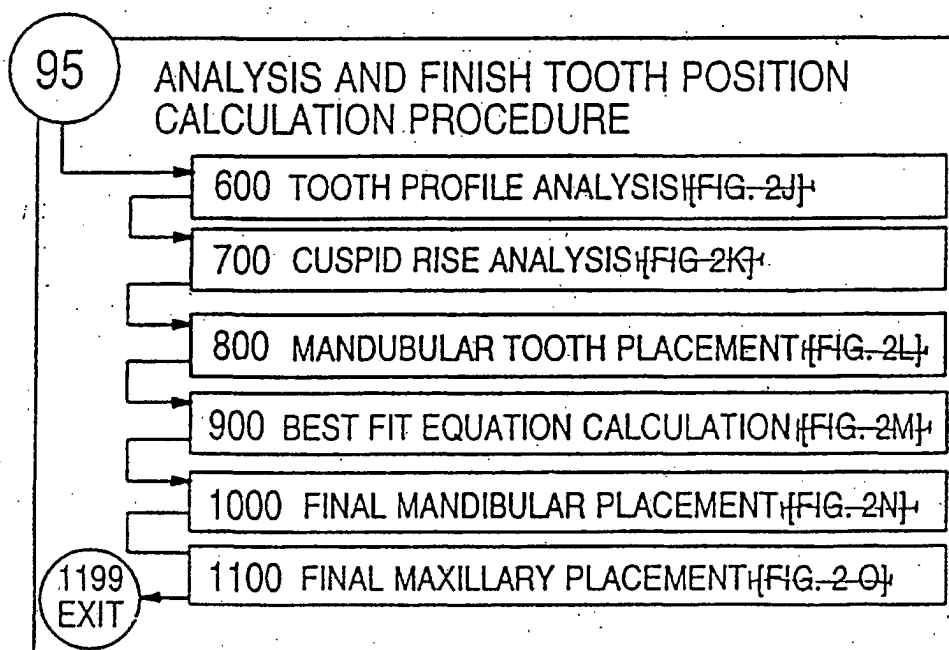 95
ANALYSIS AND FINISH TOOTH POSITION
CALCULATION PROCEDURE
600 TOOTH PROFILE ANALYSIS [FIG. 2J]
700 CUSPID RISE ANALYSIS [FIG 2K]
800 MANDUBULAR TOOTH PLACEMENT [FIG. 2L]
900 BEST FIT EQUATION CALCULATION [FIG. 2M]
1000 FINAL MANDIBULAR PLACEMENT [FIG. 2N]
1100 FINAL MAXILLARY PLACEMENT [FIG. 2 O]
1199
EXIT